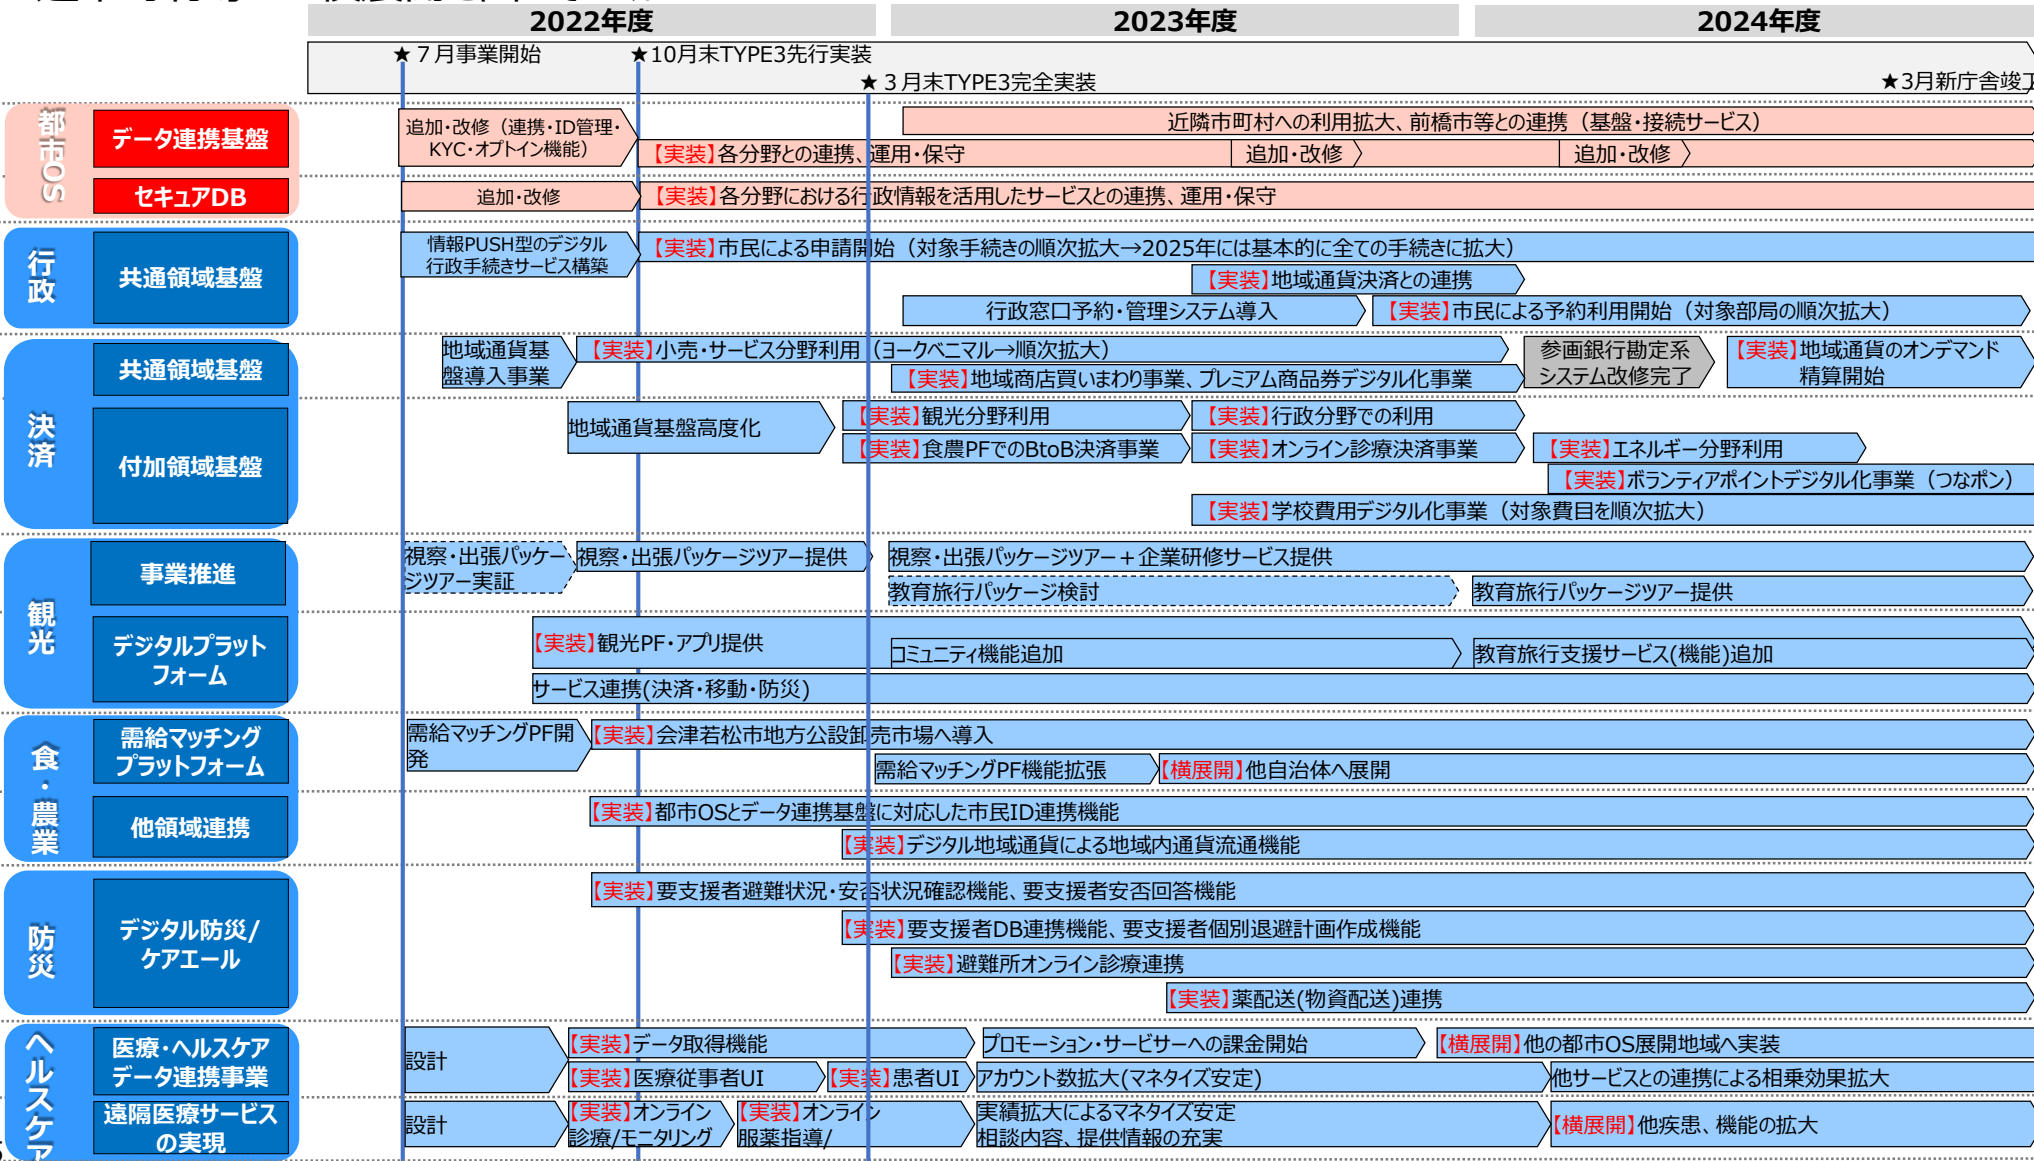 2022年度
2023年度
2024年度
★７月事業開始
★10月末TYPE3先行実装
★３月末TYPE3完全実装
★3月新庁舎竣工
都市OS
データ連携基盤
追加・改修（連携・ID管理・
KYC・オプトイン機能）
近隣市町村への利用拡大、前橋市等との連携（基盤・接続サービス）
【実装】各分野との連携、運用・保守
追加・改修
追加・改修
セキュアDB
追加・改修
【実装】各分野における行政情報を活用したサービスとの連携、運用・保守
行政
共通領域基盤
情報PUSH型のデジタル
行政手続きサービス構築
【実装】市民による申請開始（対象手続きの順次拡大→2025年には基本的に全ての手続きに拡大）
【実装】地域通貨決済との連携
行政窓口予約・管理システム導入
【実装】市民による予約利用開始（対象部局の順次拡大）
決済
共通領域基盤
地域通貨基
盤導入事業
【実装】小売・サービス分野利用（ヨークベニマル→順次拡大）
【実装】地域商店買いまわり事業、プレミアム商品券デジタル化事業
参画銀行勘定系
システム改修完了
【実装】地域通貨のオンデマンド
精算開始
付加領域基盤
地域通貨基盤高度化
【実装】観光分野利用
【実装】行政分野での利用
【実装】食農PFでのBtoB決済事業
【実装】オンライン診療決済事業
【実装】エネルギー分野利用
【実装】ボランティアポイントデジタル化事業（つなポン）
【実装】学校費用デジタル化事業（対象費目を順次拡大）
観光
事業推進
視察・出張パッケー
ジツアー実証
視察・出張パッケージツアー提供
視察・出張パッケージツアー＋企業研修サービス提供
教育旅行パッケージ検討
教育旅行パッケージツアー提供
デジタルプラット
フォーム
【実装】観光PF・アプリ提供
コミュニティ機能追加
教育旅行支援サービス(機能)追加
サービス連携(決済・移動・防災)
食・農業
需給マッチング
プラットフォーム
需給マッチングPF開
発
【実装】会津若松市地方公設卸売市場へ導入
需給マッチングPF機能拡張
【横展開】他自治体へ展開
他領域連携
【実装】都市OSとデータ連携基盤に対応した市民ID連携機能
【実装】デジタル地域通貨による地域内通貨流通機能
防災
デジタル防災/
ケアエール
【実装】要支援者避難状況・安否状況確認機能、要支援者安否回答機能
【実装】要支援者DB連携機能、要支援者個別退避計画作成機能
【実装】避難所オンライン診療連携
【実装】薬配送(物資配送)連携
ヘルスケア
医療・ヘルスケア
データ連携事業
設計
【実装】データ取得機能
プロモーション・サービサーへの課金開始
【横展開】他の都市OS展開地域へ実装
【実装】医療従事者UI
【実装】患者UI
アカウント数拡大(マネタイズ安定)
他サービスとの連携による相乗効果拡大
遠隔医療サービス
の実現
設計
【実装】オンライン
診療/モニタリング
【実装】オンライン
服薬指導/
実績拡大によるマネタイズ安定
相談内容、提供情報の充実
【横展開】他疾患、機能の拡大